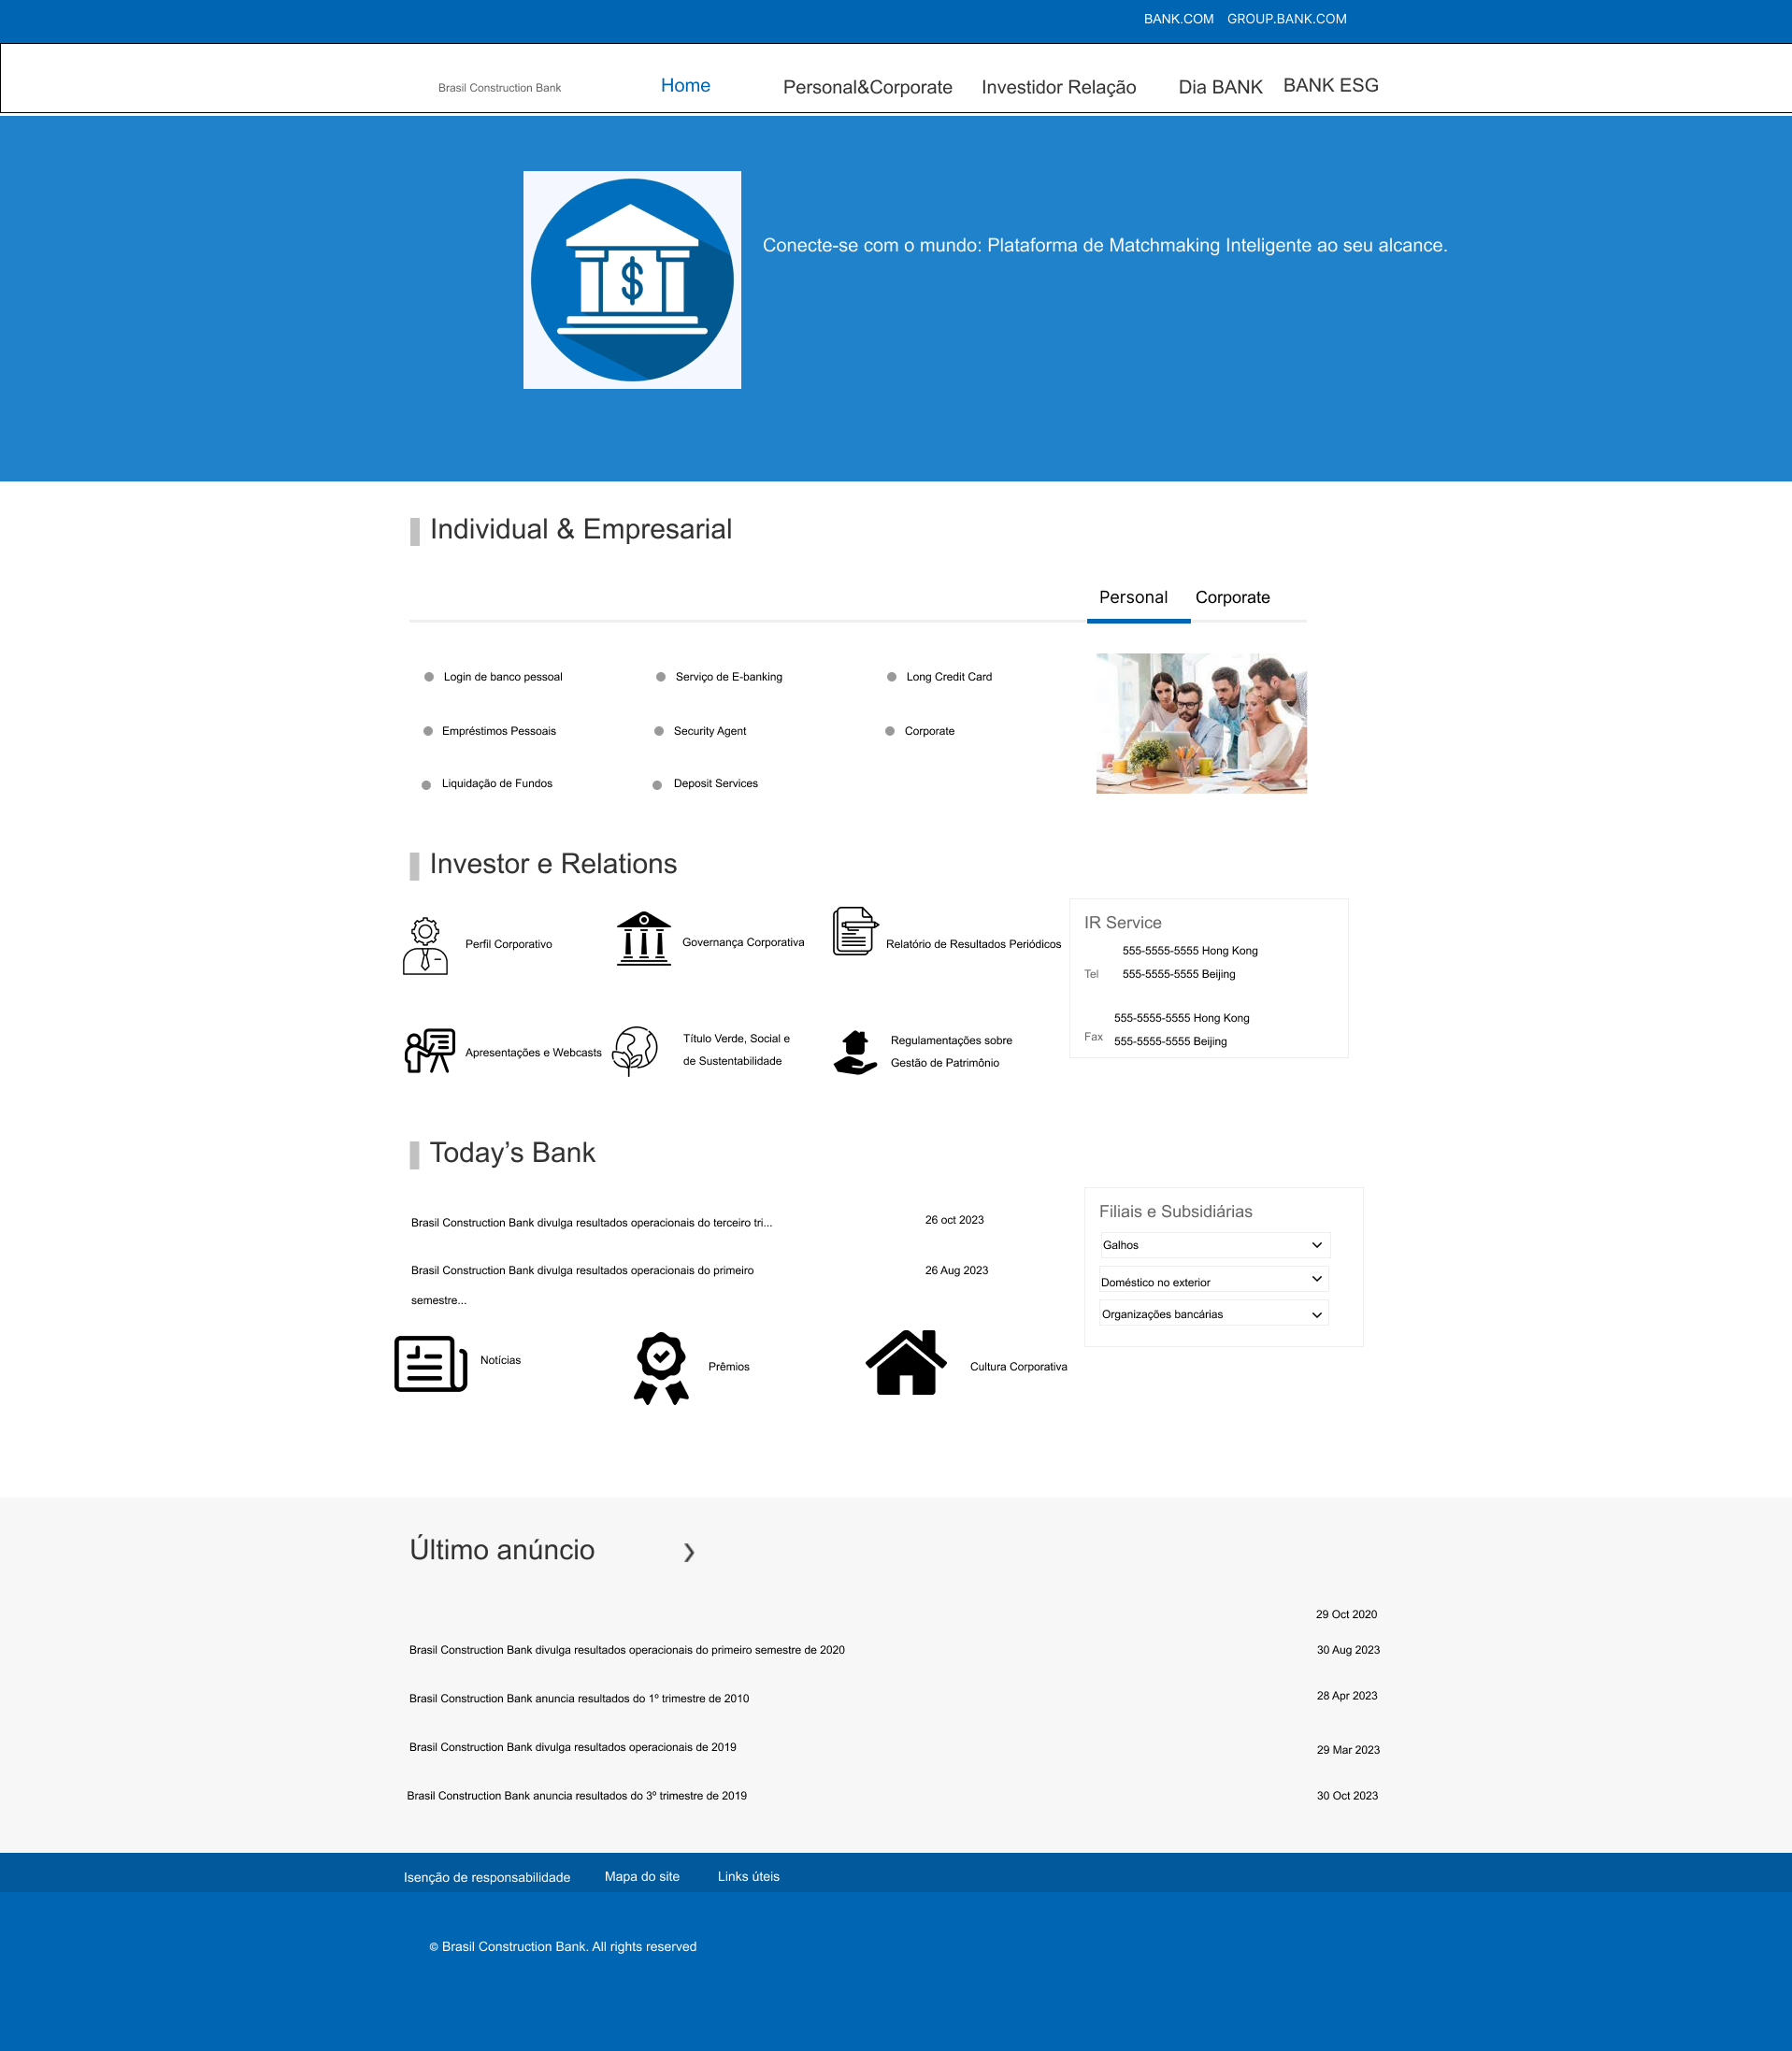 BANK.COM GROUP.BANK.COM
Brasil Construction Bank Home Personal&Corporate Investidor Relação Dia BANK BANK ESG
Conecte-se com o mundo: Plataforma de Matchmaking Inteligente ao seu alcance.
$
Individual & Empresarial
Personal Corporate
Login de banco pessoal Serviço de E-banking Long Credit Card
Empréstimos Pessoais Security Agent Corporate
Liquidação de Fundos Deposit Services
Investor e Relations
Perfil Corporativo Governança Corporativa Relatório de Resultados Periódicos
Apresentações e Webcasts
Título Verde, Social e
de Sustentabilidade
Regulamentações sobre
Gestão de Patrimônio
IR Service
555-5555-5555 Hong Kong
Tel 555-5555-5555 Beijing
555-5555-5555 Hong Kong
Fax 555-5555-5555 Beijing
Today’s Bank
Brasil Construction Bank divulga resultados operacionais do terceiro tri... 26 oct 2023
Brasil Construction Bank divulga resultados operacionais do primeiro 26 Aug 2023
semestre...
Notícias Prêmios Cultura Corporativa
Filiais e Subsidiárias
Galhos
Doméstico no exterior
Organizações bancárias
Último anúncio
29 Oct 2020
Brasil Construction Bank divulga resultados operacionais do primeiro semestre de 2020 30 Aug 2023
Brasil Construction Bank anuncia resultados do 1º trimestre de 2010 28 Apr 2023
Brasil Construction Bank divulga resultados operacionais de 2019 29 Mar 2023
Brasil Construction Bank anuncia resultados do 3º trimestre de 2019 30 Oct 2023
Isenção de responsabilidade Mapa do site Links úteis
© Brasil Construction Bank. All rights reserved